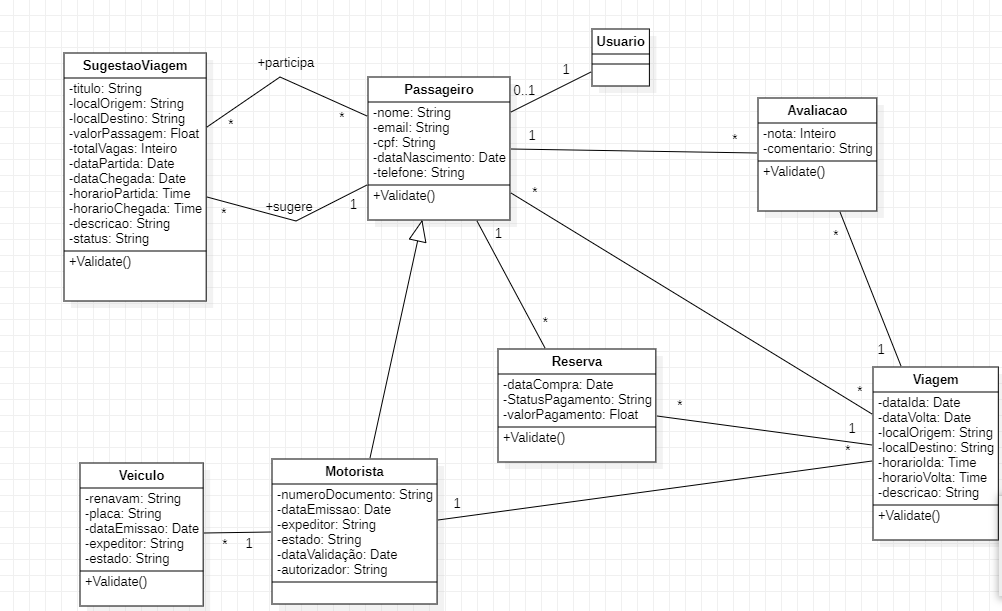 Usuario
+participa
1
SugestaoViagem
-titulo: String
-localOrigem: String
-localDestino: String
-valorPassagem: Float
-totalVagas: Inteiro
-dataPartida: Date
-dataChegada: Date
-horarioPartida: Time
-horarioChegada: Time
-descricao: String
-status: String
+Validate()
*
*
*
+sugere
1
Passageiro
-nome: String
-email: String
-cpf: String
-dataNascimento: Date
-telefone: String
+Validate()
0..1
1
*
*
1
Avaliacao
-nota: Inteiro
-comentario: String
+Validate()
*
1
*
Reserva
-dataCompra: Date
-StatusPagamento: String
-valorPagamento: Float
+Validate()
*
*
1
*
Viagem
-dataIda: Date
-dataVolta: Date
-localOrigem: String
-localDestino: String
-horarioIda: Time
-horarioVolta: Time
-descricao: String
+Validate()
Veiculo
-renavam: String
-placa: String
-dataEmissao: Date
-expeditor: String
-estado: String
+Validate()
*
1
Motorista
-numeroDocumento: String
-dataEmissao: Date
-expeditor: String
-estado: String
-dataValidação: Date
-autorizador: String
1